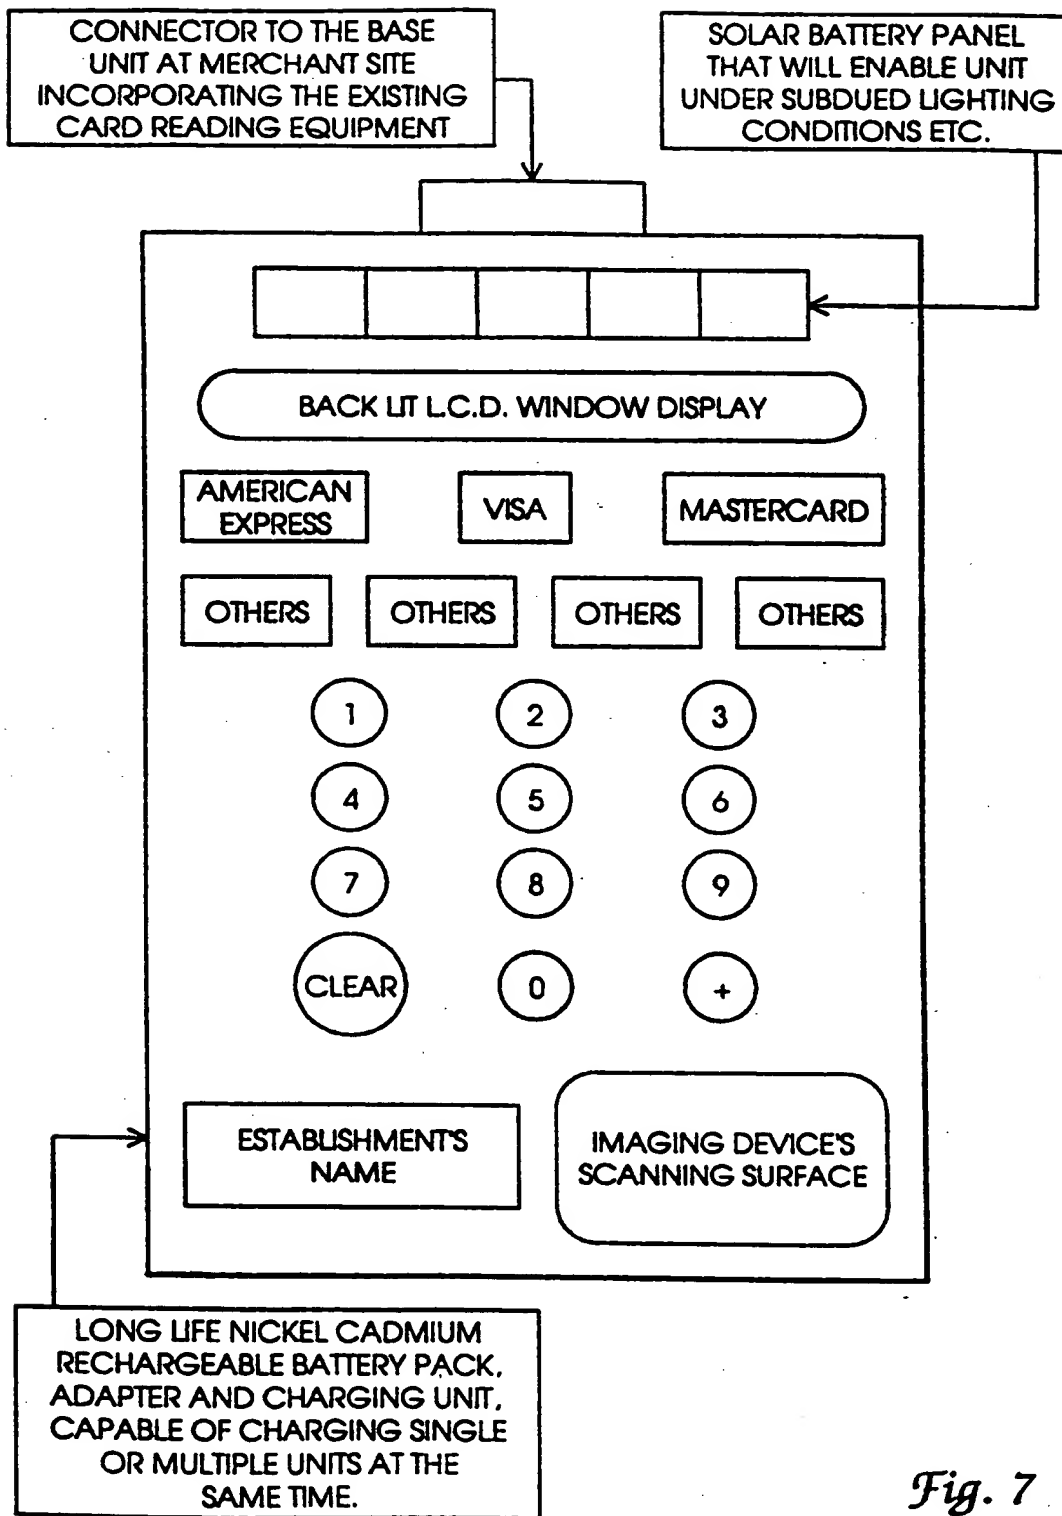 CONNECTOR TO THE BASE
UNIT AT MERCHANT SITE
INCORPORATING THE EXISTING
CARD READING EQUIPMENT
SOLAR BATTERY PANEL
THAT WILL ENABLE UNIT
UNDER SUBDUED LIGHTING
CONDITIONS ETC.
BACK LIT L.C.D. WINDOW DISPLAY
AMERICAN
EXPRESS
VISA
MASTERCARD
OTHERS
OTHERS
OTHERS
OTHERS
1 2 3
4 5 6
7 8 9
CLEAR 0 +
ESTABLISHMENT'S
NAME
IMAGING DEVICE'S
SCANNING SURFACE
LONG LIFE NICKEL CADMIUM
RECHARGEABLE BATTERY PACK,
ADAPTER AND CHARGING UNIT,
CAPABLE OF CHARGING SINGLE
OR MULTIPLE UNITS AT THE
SAME TIME.
Fig. 7